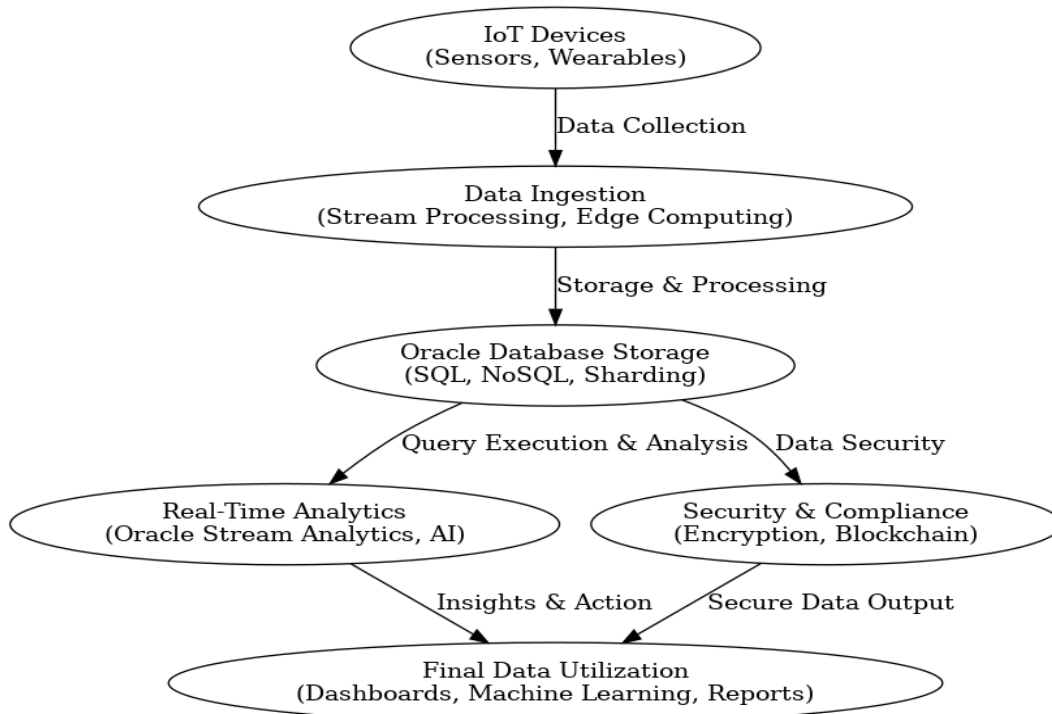 IoT Devices
(Sensors, Wearables)
Data Collection
Data Ingestion
(Stream Processing, Edge Computing)
Storage & Processing
Oracle Database Storage
(SQL, NoSQL, Sharding)
Query Execution & Analysis
Data Security
Real-Time Analytics
(Oracle Stream Analytics, AI)
Security & Compliance
(Encryption, Blockchain)
Insights & Action
Secure Data Output
Final Data Utilization
(Dashboards, Machine Learning, Reports)